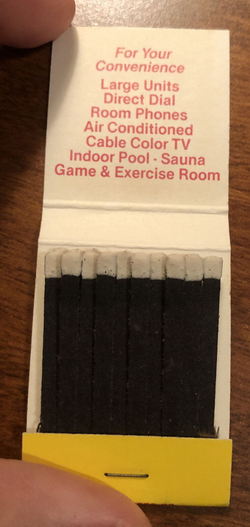 For Your
Convenience
Large Units
Direct Dial
Room Phones
Air Conditioned
Cable Color TV
Indoor Pool - Sauna
Game & Exercise Room